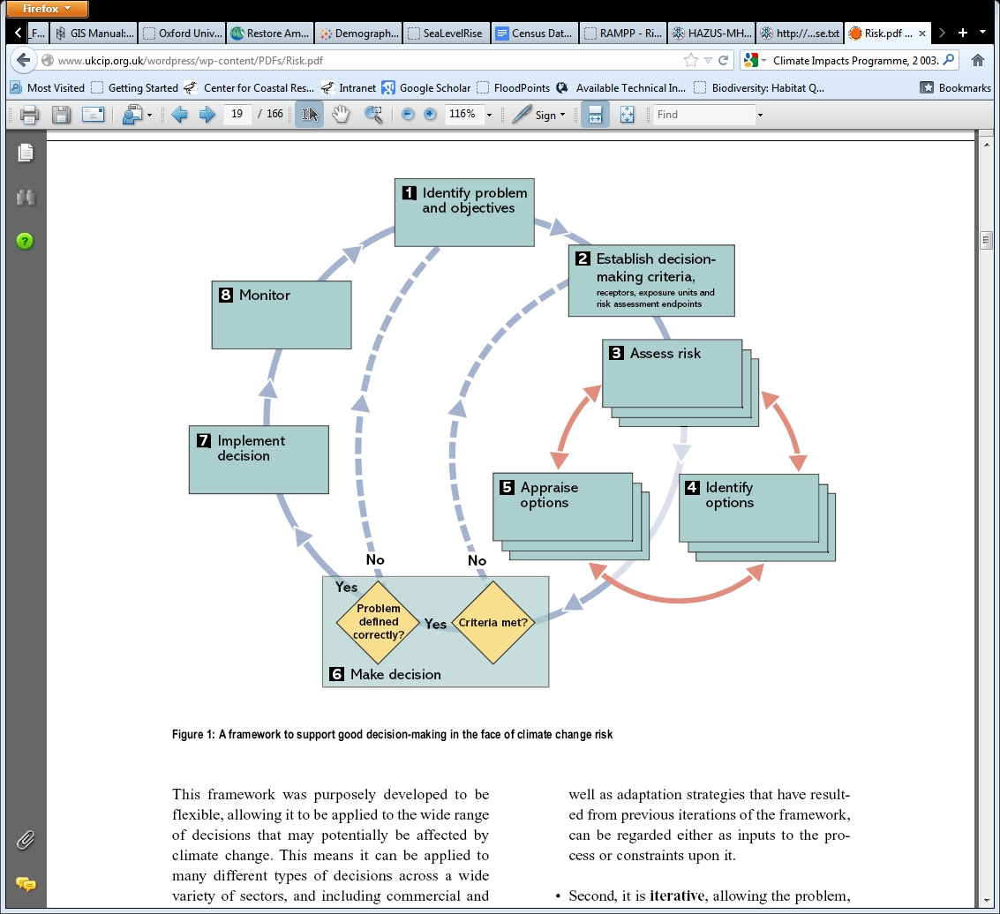 Firefox
_F...
GIS Manual:...
Oxford Univ...
Restore Am...
Demograph...
SeaLevelRise
Census Dat...
RAMPP - Ri...
HAZUS-MH...
http://...se.txt
Risk.pdf ...
www.ukcip.org.uk/wordpress/wp-content/PDFs/Risk.pdf
Climate Impacts Programme, 2 003.
Most Visited
Getting Started
Center for Coastal Res...
Intranet
Google Scholar
FloodPoints
Available Technical In...
Biodiversity: Habitat Q...
Bookmarks
19 / 166
116%
Sign
Find
1 Identify problem
and objectives
2 Establish decision-
making criteria,
receptors, exposure units and
risk assessment endpoints
8 Monitor
3 Assess risk
7 Implement
decision
5 Appraise
options
4 Identify
options
No
No
Yes
Problem
defined
correctly?
Yes
Criteria met?
6 Make decision
Figure 1: A framework to support good decision-making in the face of climate change risk
This framework was purposely developed to be
flexible, allowing it to be applied to the wide range
of decisions that may potentially be affected by
climate change. This means it can be applied to
many different types of decisions across a wide
variety of sectors, and including commercial and
well as adaptation strategies that have result-
ed from previous iterations of the framework,
can be regarded either as inputs to the pro-
cess or constraints upon it.
• Second, it is iterative, allowing the problem,